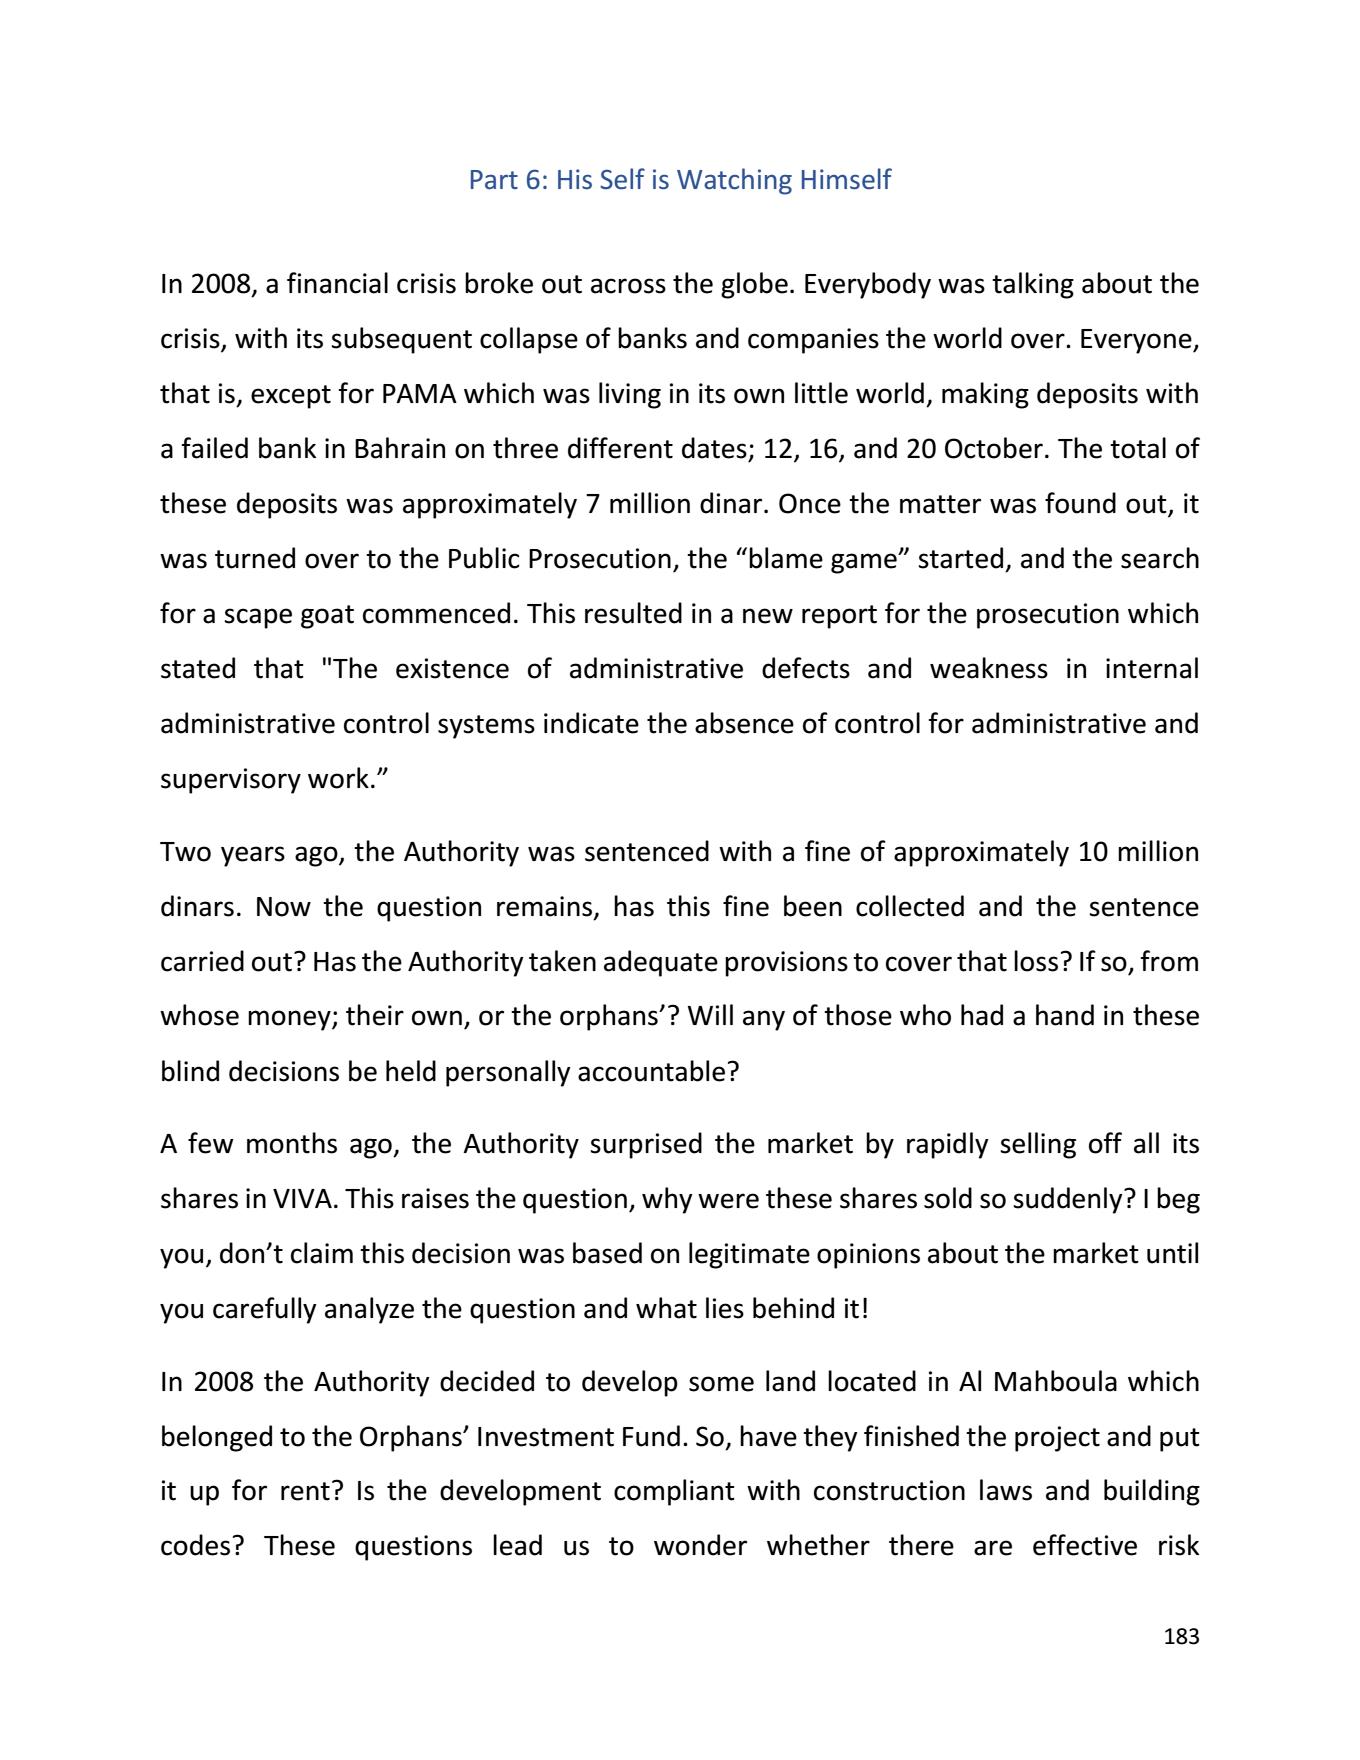 Part 6: His Self is Watching Himself
In 2008, a financial crisis broke out across the globe. Everybody was talking about the
crisis, with its subsequent collapse of banks and companies the world over. Everyone,
that is, except for PAMA which was living in its own little world, making deposits with
a failed bank in Bahrain on three different dates; 12, 16, and 20 October. The total of
these deposits was approximately 7 million dinar. Once the matter was found out, it
was turned over to the Public Prosecution, the “blame game” started, and the search
for a scape goat commenced. This resulted in a new report for the prosecution which
stated that "The existence of administrative defects and weakness in internal
administrative control systems indicate the absence of control for administrative and
supervisory work.”
Two years ago, the Authority was sentenced with a fine of approximately 10 million
dinars. Now the question remains, has this fine been collected and the sentence
carried out? Has the Authority taken adequate provisions to cover that loss? If so, from
whose money; their own, or the orphans’? Will any of those who had a hand in these
blind decisions be held personally accountable?
A few months ago, the Authority surprised the market by rapidly selling off all its
shares in VIVA. This raises the question, why were these shares sold so suddenly? I beg
you, don’t claim this decision was based on legitimate opinions about the market until
you carefully analyze the question and what lies behind it!
In 2008 the Authority decided to develop some land located in Al Mahboula which
belonged to the Orphans’ Investment Fund. So, have they finished the project and put
it up for rent? Is the development compliant with construction laws and building
codes? These questions lead us to wonder whether there are effective risk
183